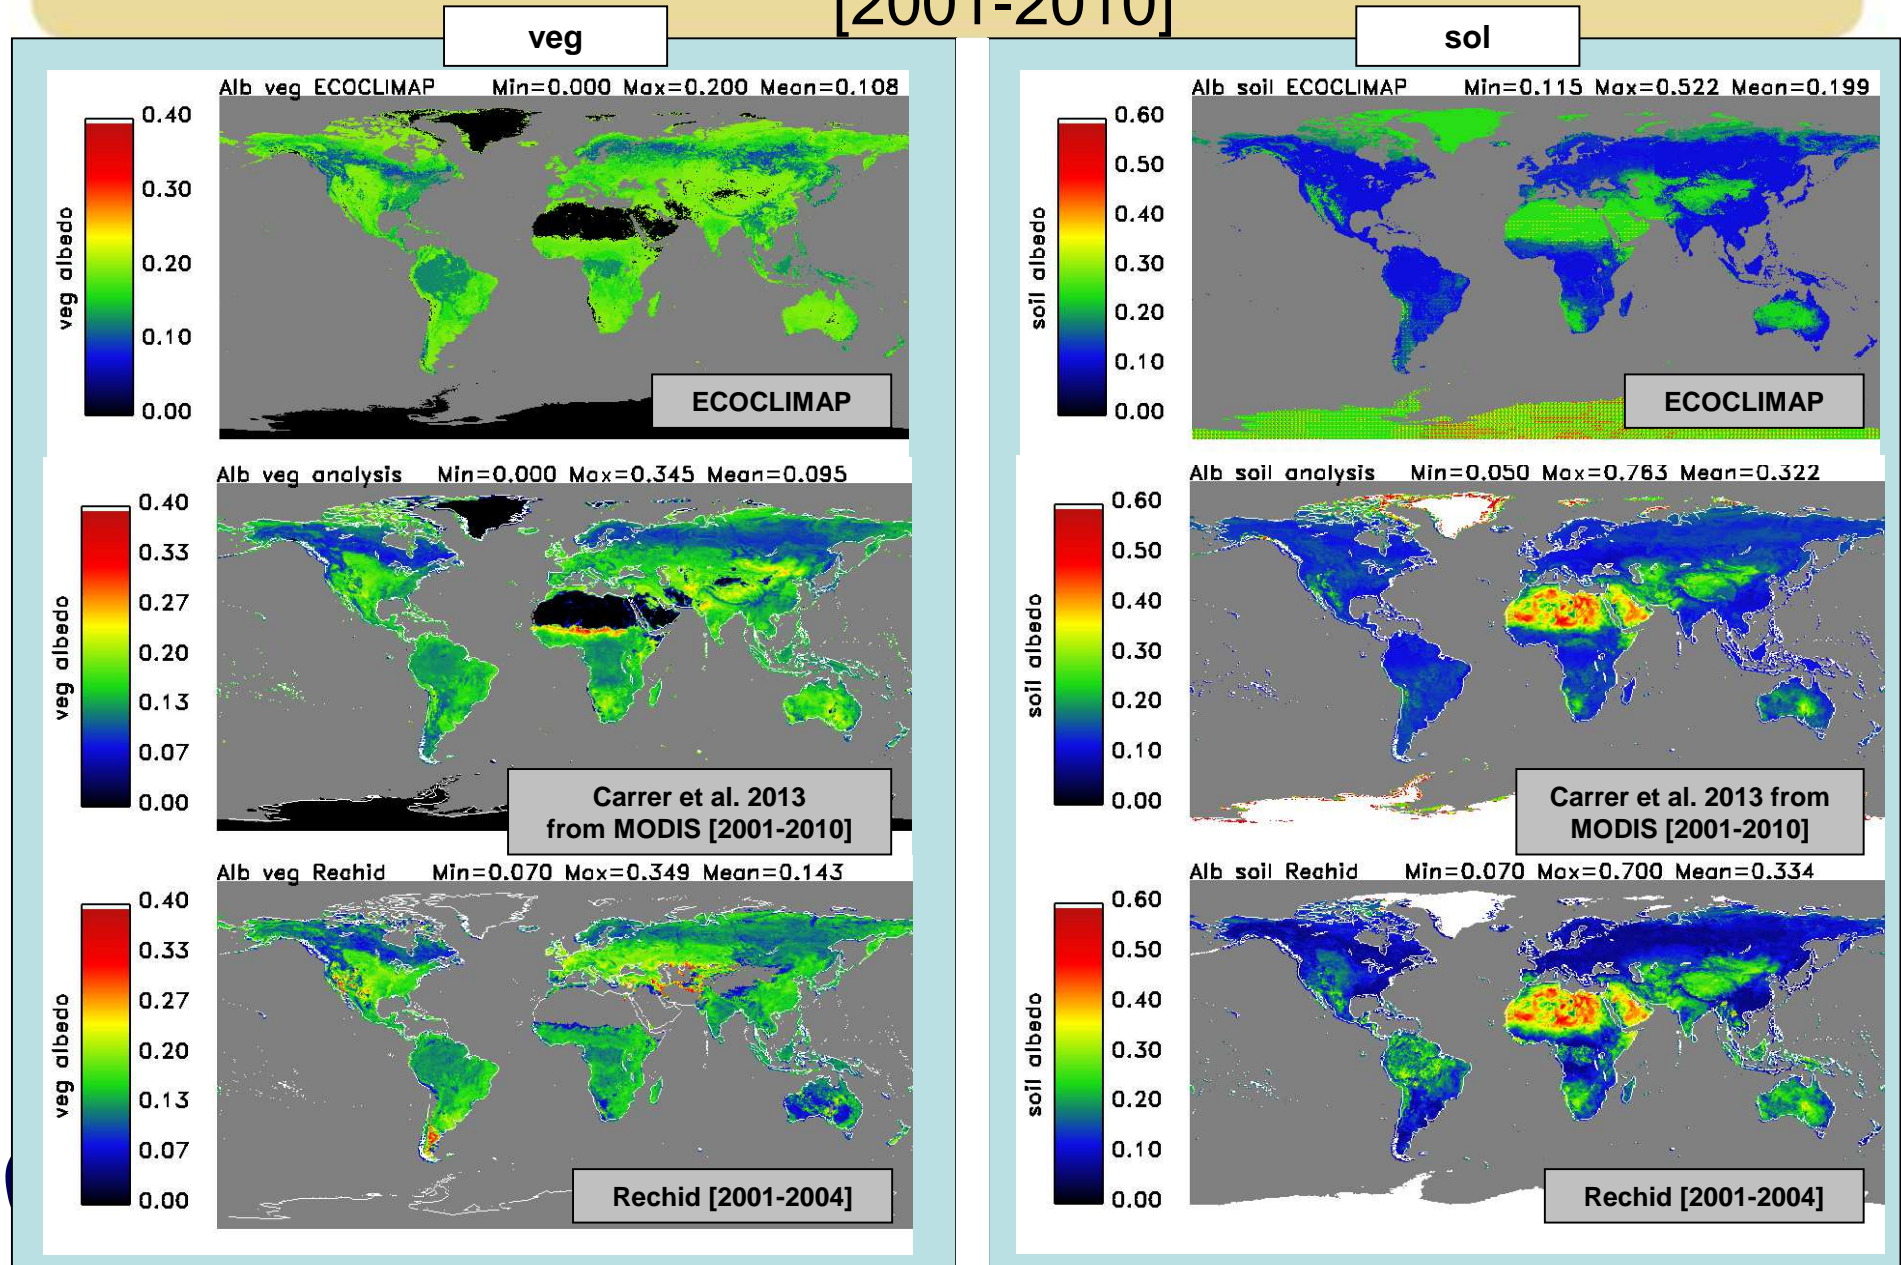 [2001-2010]
veg
Alb veg ECOCLIMAP Min=0.000 Max=0.200 Mean=0.108
0.40
0.30
0.20
0.10
0.00
veg albedo
ECOCLIMAP
Alb veg analysis Min=0.000 Max=0.345 Mean=0.095
0.40
0.33
0.27
0.20
0.13
0.07
0.00
veg albedo
Carrer et al. 2013
from MODIS [2001-2010]
Alb veg Rechid Min=0.070 Max=0.349 Mean=0.143
0.40
0.33
0.27
0.20
0.13
0.07
0.00
veg albedo
Rechid [2001-2004]
sol
Alb soil ECOCLIMAP Min=0.115 Max=0.522 Mean=0.199
0.60
0.50
0.40
0.30
0.20
0.10
0.00
soil albedo
ECOCLIMAP
Alb soil analysis Min=0.050 Max=0.763 Mean=0.322
0.60
0.50
0.40
0.30
0.20
0.10
0.00
soil albedo
Carrer et al. 2013 from
MODIS [2001-2010]
Alb soil Rechid Min=0.070 Max=0.700 Mean=0.334
0.60
0.50
0.40
0.30
0.20
0.10
0.00
soil albedo
Rechid [2001-2004]